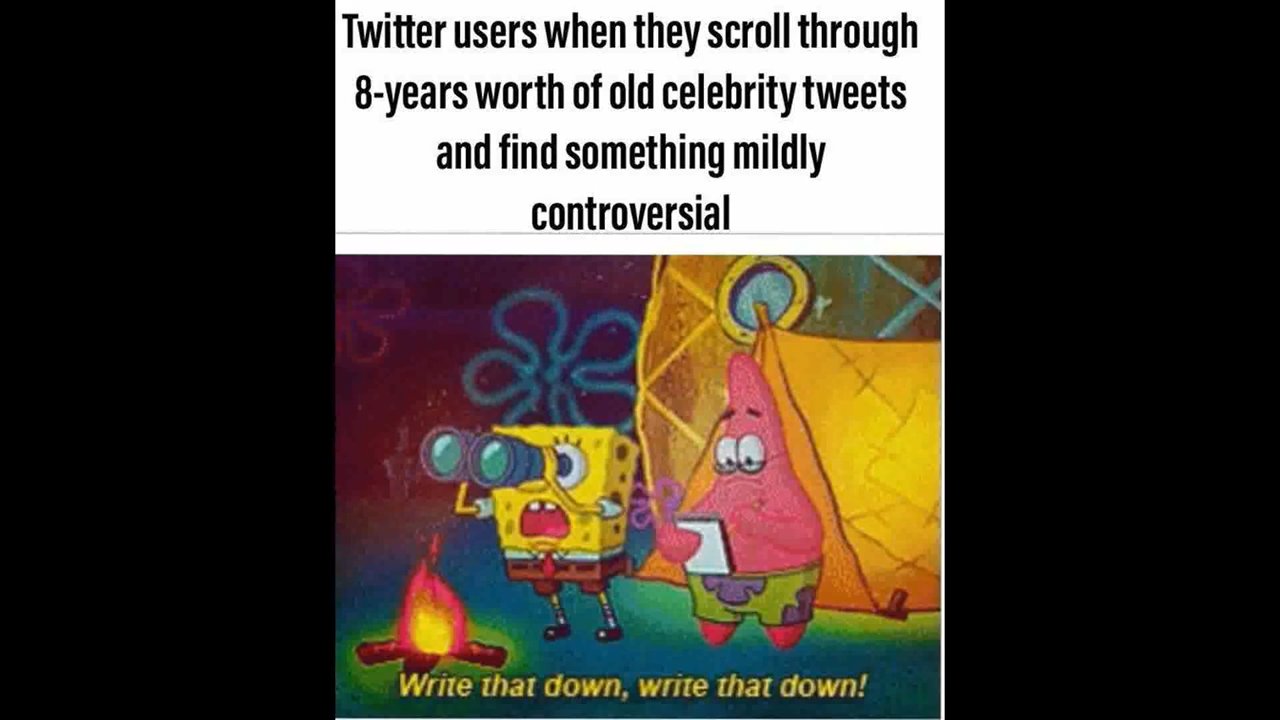 Twitter users when they scroll through
8-years worth of old celebrity tweets
and find something mildly
controversial
Write that down, write that down!